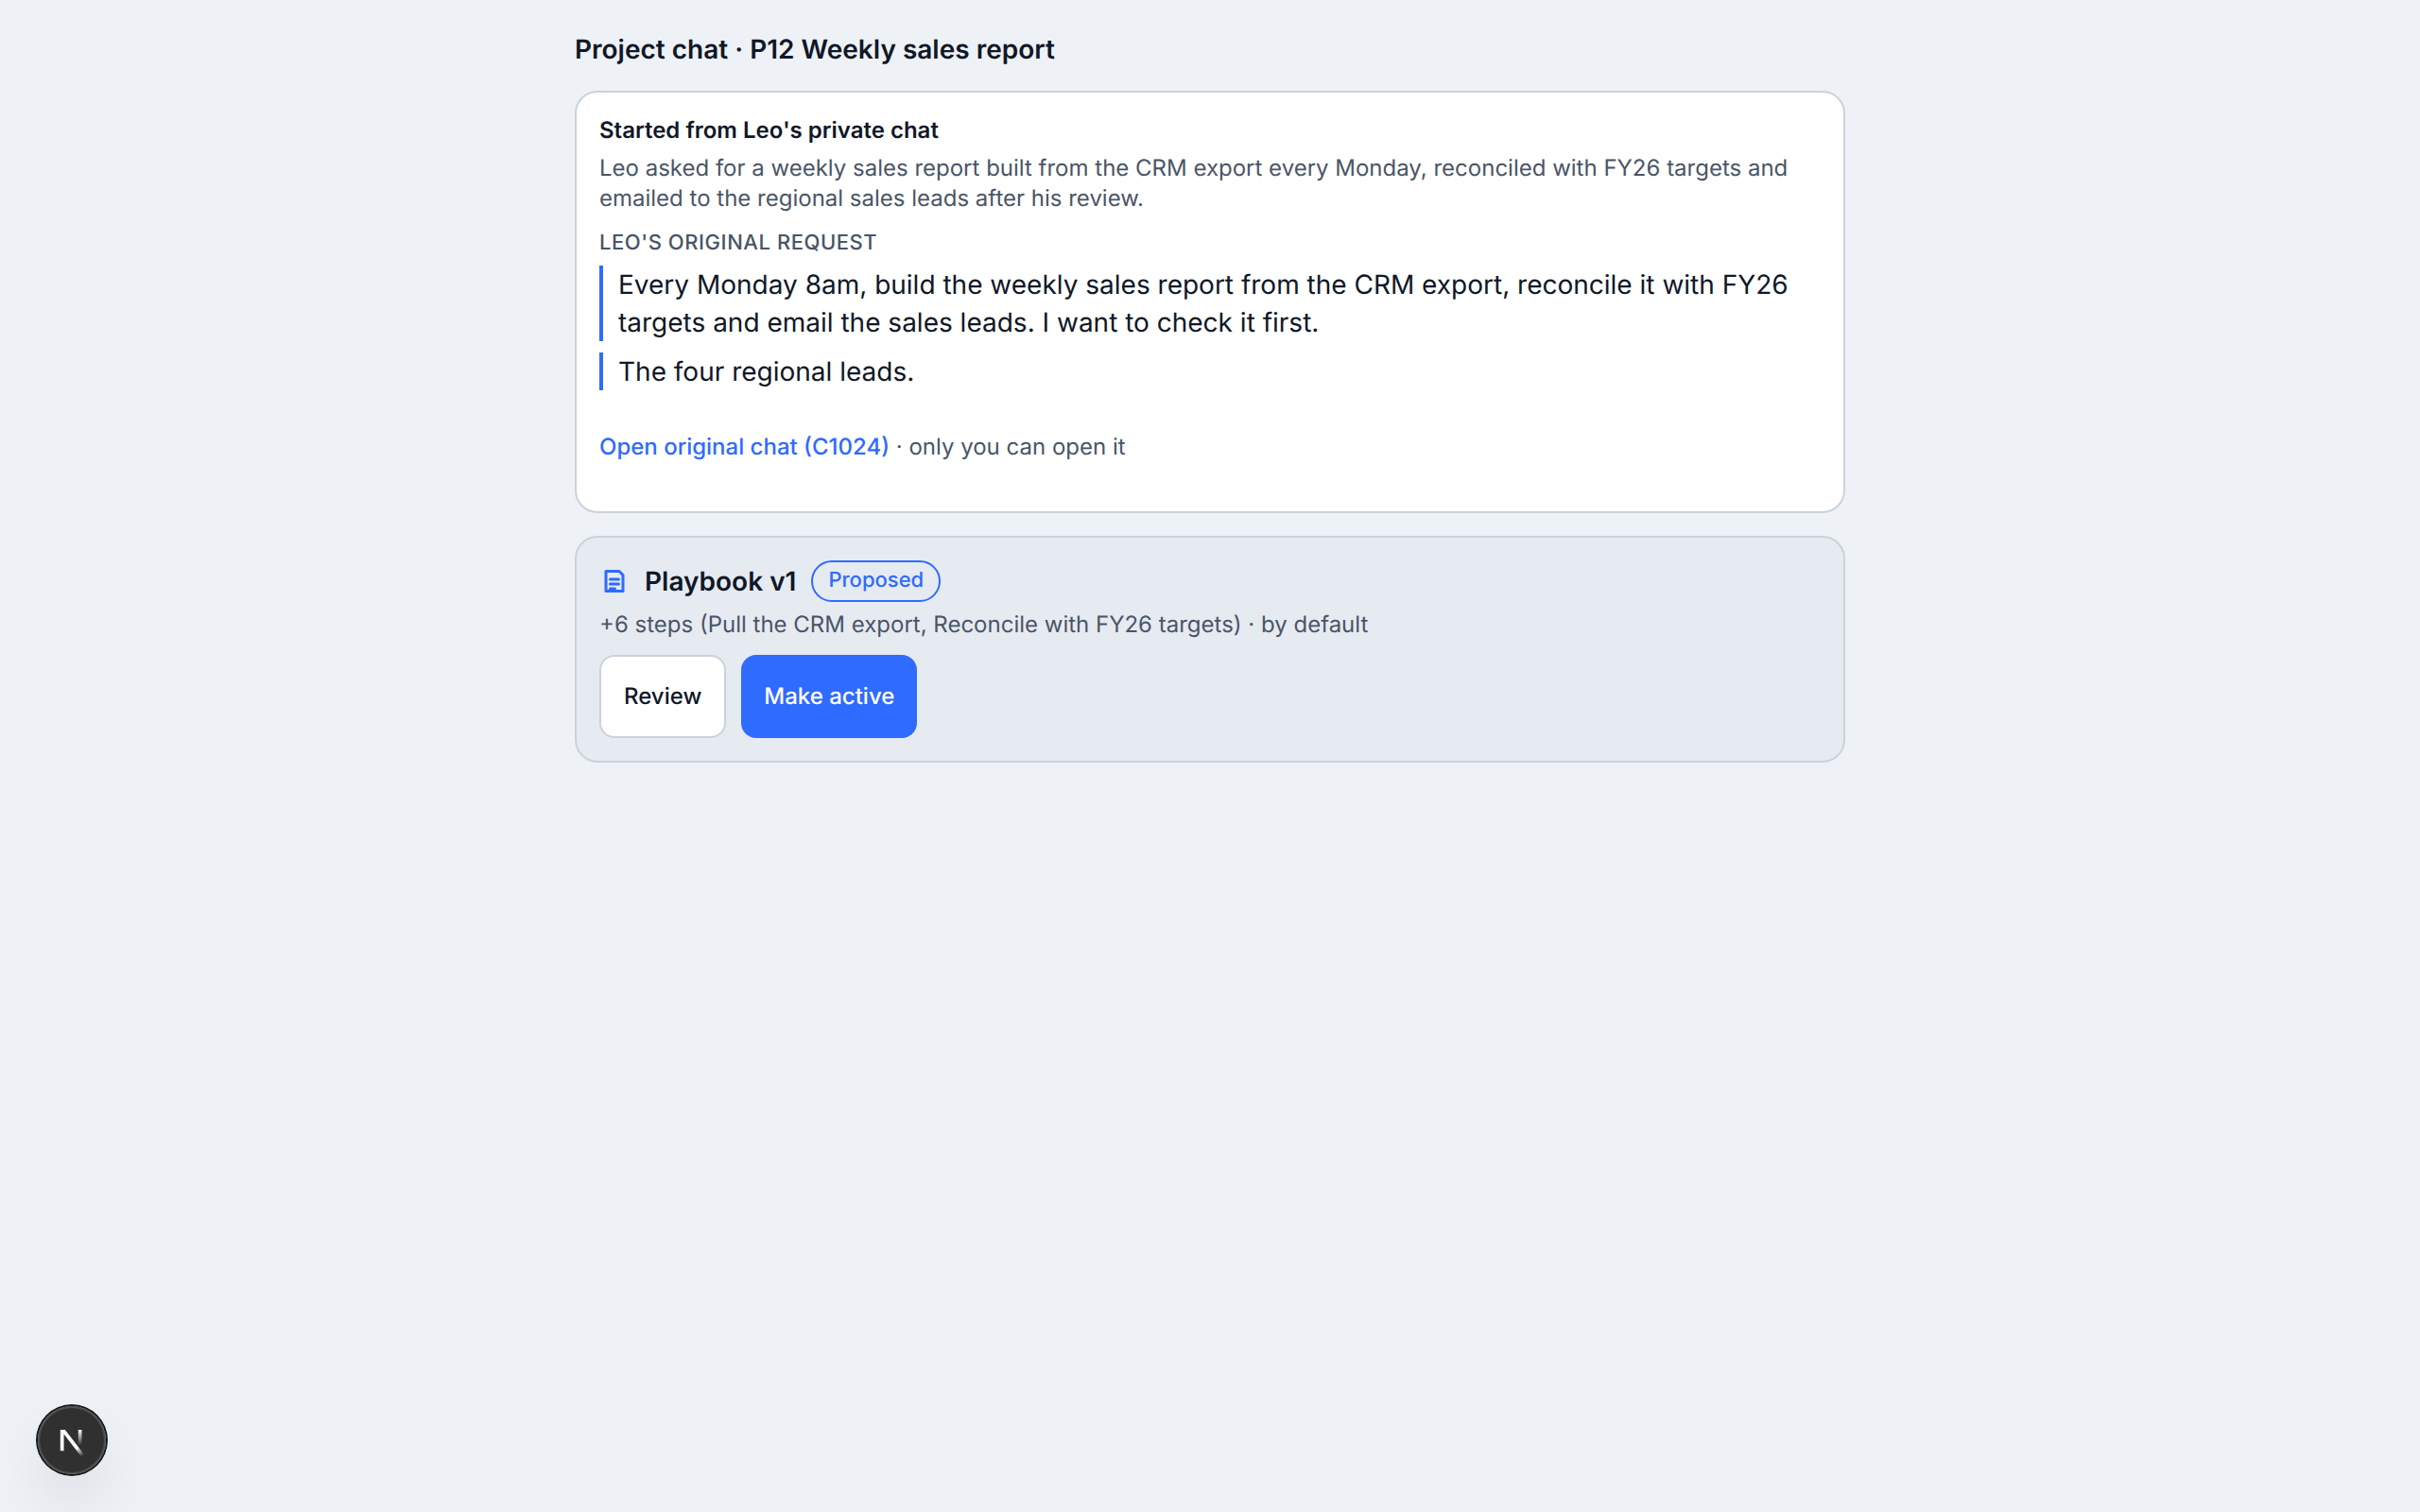 Project chat · P12 Weekly sales report
Started from Leo's private chat
Leo asked for a weekly sales report built from the CRM export every Monday, reconciled with FY26 targets and
emailed to the regional sales leads after his review.
LEO'S ORIGINAL REQUEST
Every Monday 8am, build the weekly sales report from the CRM export, reconcile it with FY26
targets and email the sales leads. I want to check it first.
The four regional leads.
Open original chat (C1024) · only you can open it
Playbook v1 Proposed
+6 steps (Pull the CRM export, Reconcile with FY26 targets) · by default
Review Make active
N